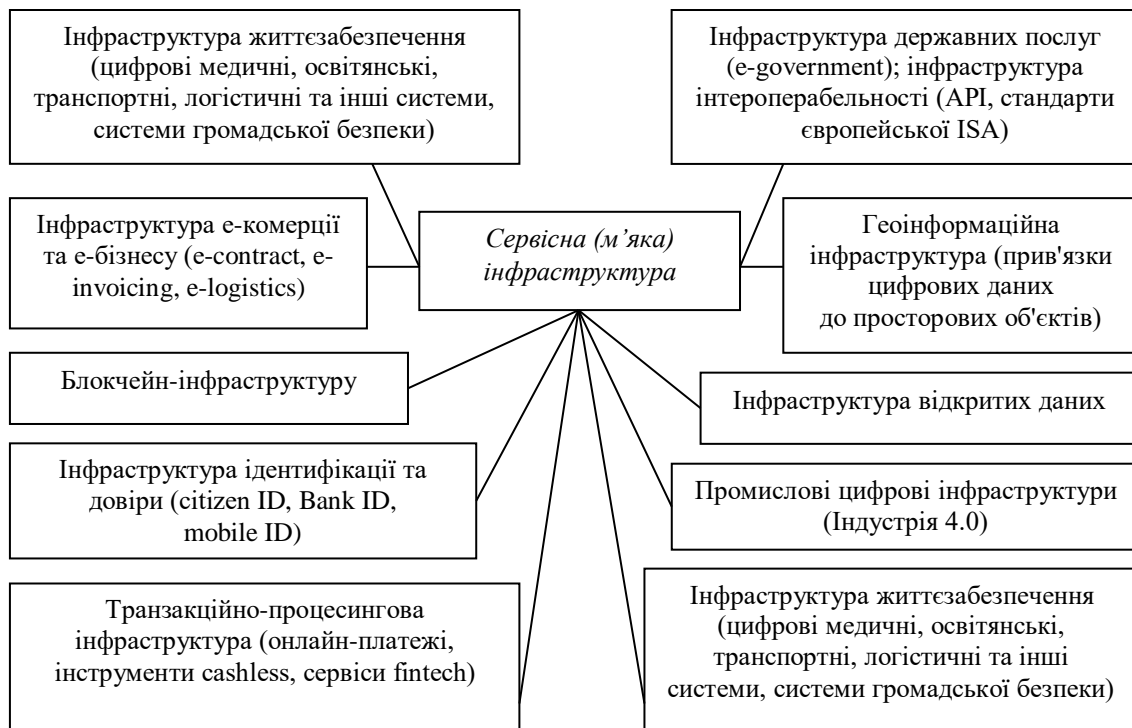 Інфраструктура життєзабезпечення
(цифрові медичні, освітянські,
транспортні, логістичні та інші системи,
системи громадської безпеки)
Інфраструктура державних послуг
(e-government); інфраструктура
інтероперабельності (API, стандарти
європейської ISA)
Інфраструктура е-комерції
та е-бізнесу (e-contract, e-
invoicing, e-logistics)
Сервісна (м’яка)
інфраструктура
Геоінформаційна
інфраструктура (прив'язки
цифрових даних
до просторових об'єктів)
Блокчейн-інфраструктуру
Інфраструктура відкритих даних
Інфраструктура ідентифікації та
довіри (citizen ID, Bank ID,
mobile ID)
Промислові цифрові інфраструктури
(Індустрія 4.0)
Транзакційно-процесингова
інфраструктура (онлайн-платежі,
інструменти cashless, сервіси fintech)
Інфраструктура життєзабезпечення
(цифрові медичні, освітянські,
транспортні, логістичні та інші
системи, системи громадської безпеки)